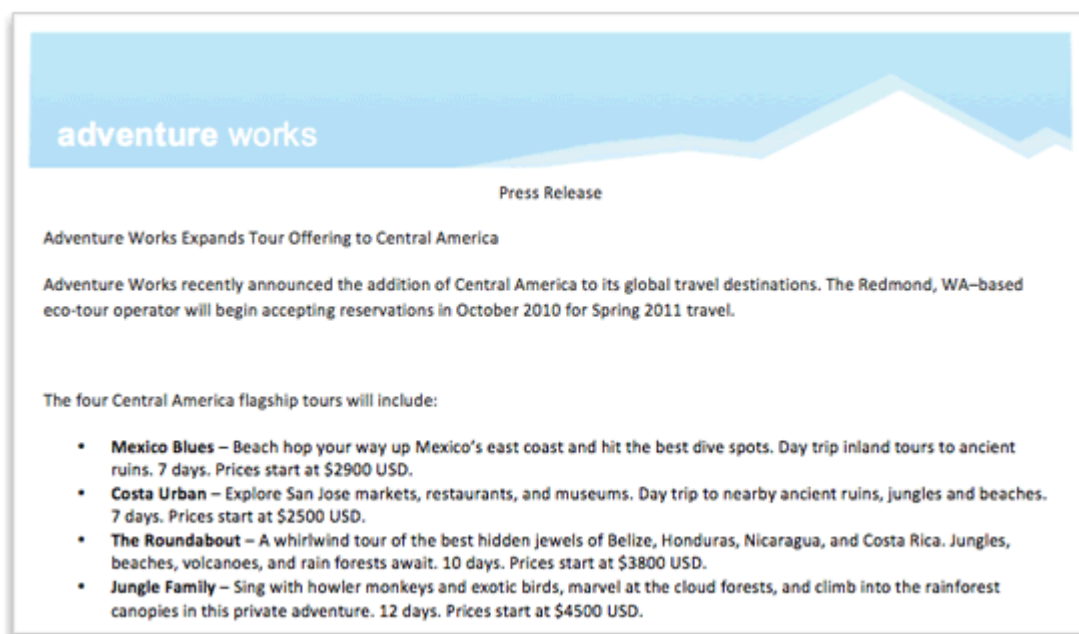 adventure works
Press Release
Adventure Works Expands Tour Offering to Central America
Adventure Works recently announced the addition of Central America to its global travel destinations. The Redmond, WA–based
eco-tour operator will begin accepting reservations in October 2010 for Spring 2011 travel.
The four Central America flagship tours will include:
• Mexico Blues – Beach hop your way up Mexico's east coast and hit the best dive spots. Day trip inland tours to ancient
ruins. 7 days. Prices start at $2900 USD.
• Costa Urban – Explore San Jose markets, restaurants, and museums. Day trip to nearby ancient ruins, jungles and beaches.
7 days. Prices start at $2500 USD.
• The Roundabout – A whirlwind tour of the best hidden jewels of Belize, Honduras, Nicaragua, and Costa Rica. Jungles,
beaches, volcanoes, and rain forests await. 10 days. Prices start at $3800 USD.
• Jungle Family – Sing with howler monkeys and exotic birds, marvel at the cloud forests, and climb into the rainforest
canopies in this private adventure. 12 days. Prices start at $4500 USD.